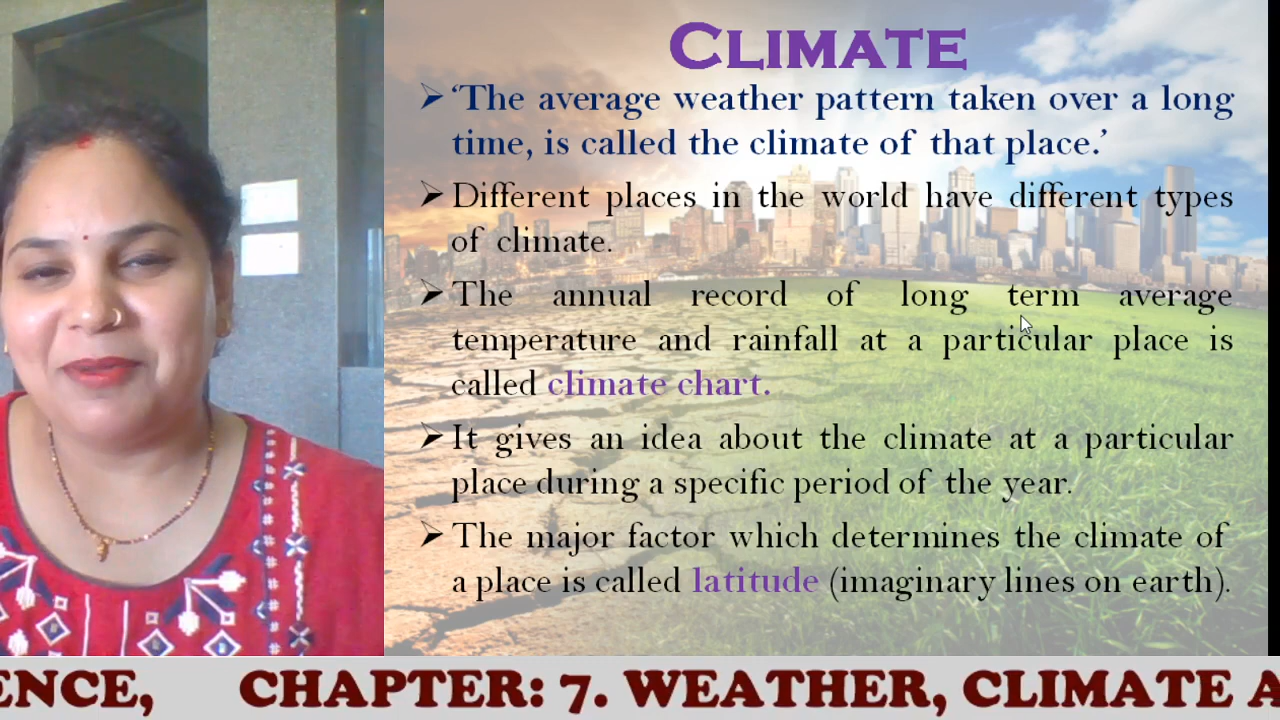 CLIMATE
➢ ‘The average weather pattern taken over a long
time, is called the climate of that place.’
➢ Different places in the world have different types
of climate.
➢ The annual record of long term average
temperature and rainfall at a particular place is
called climate chart.
➢ It gives an idea about the climate at a particular
place during a specific period of the year.
➢ The major factor which determines the climate of
a place is called latitude (imaginary lines on earth).
ENCE, CHAPTER: 7. WEATHER, CLIMATE A